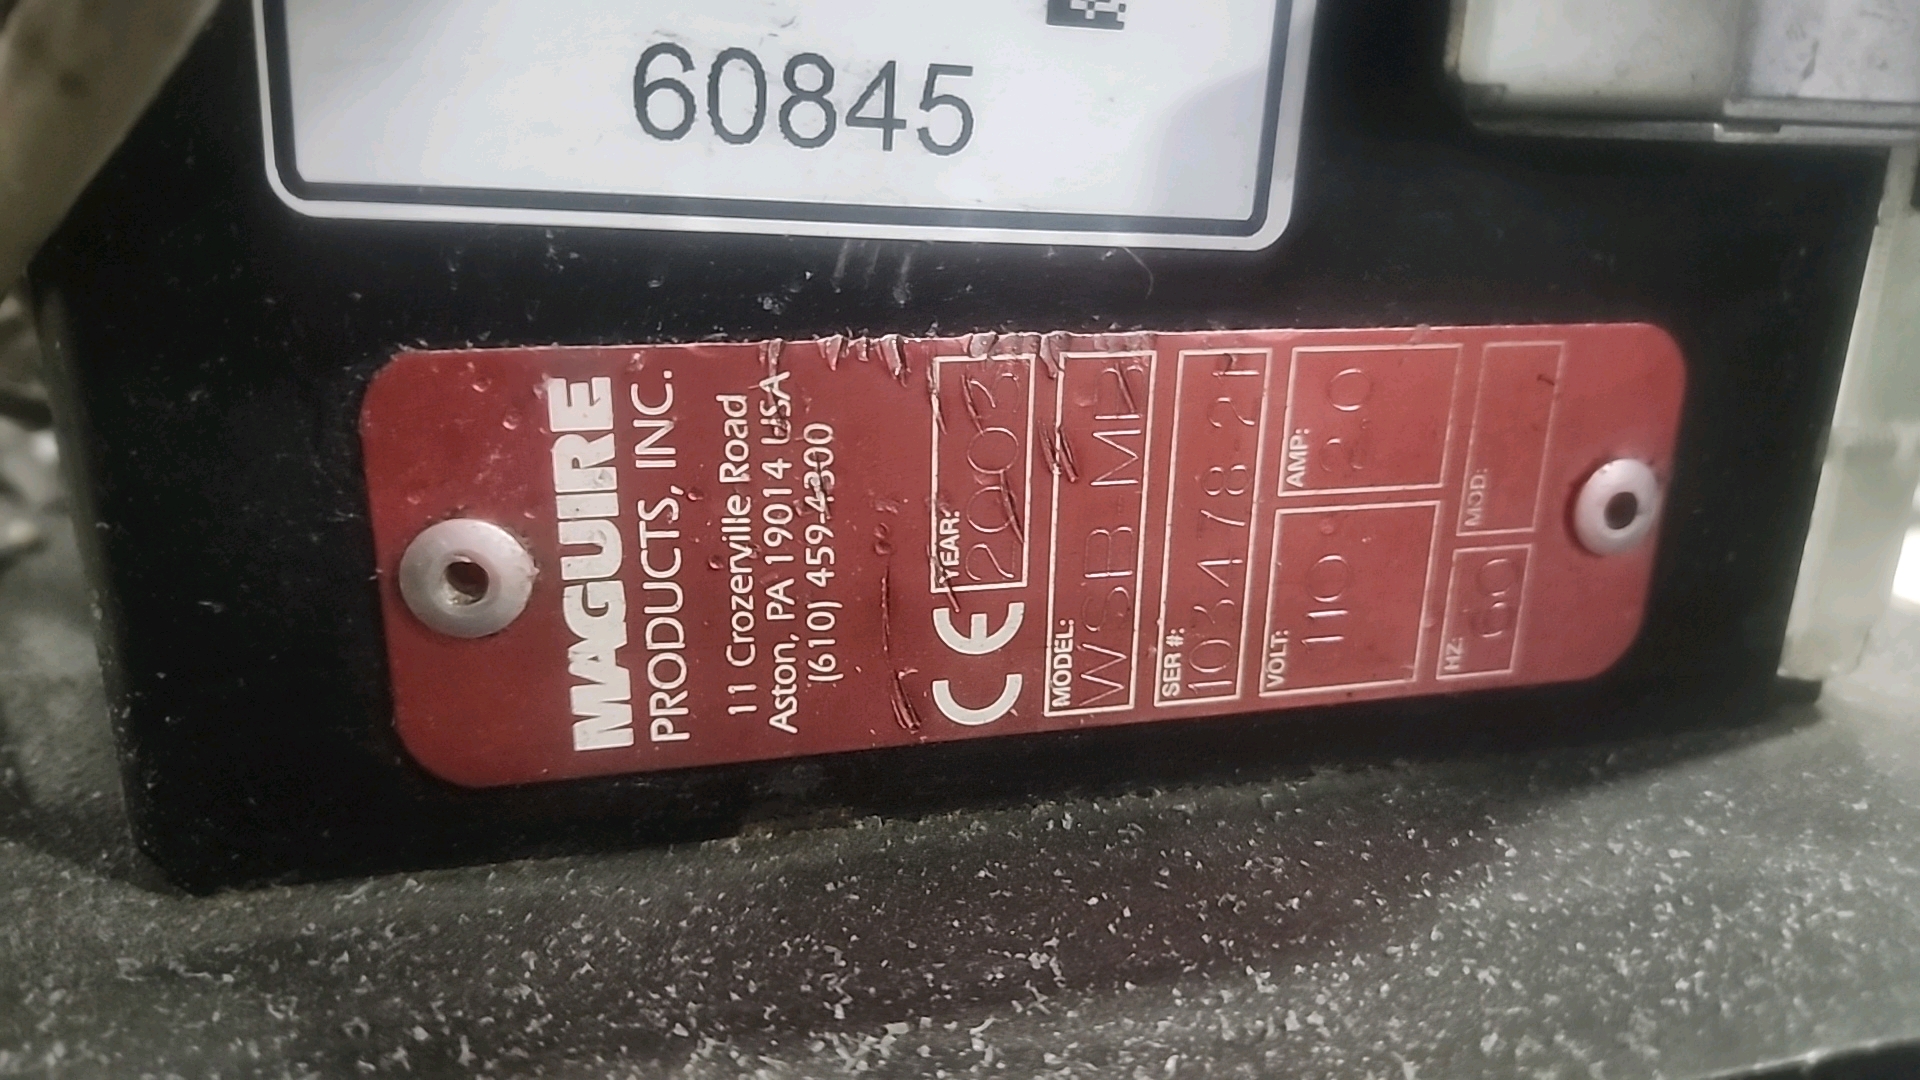 60845
MAGUIRE
PRODUCTS, INC.
11 Crozerville Road
Aston, PA 19014 USA
(610) 459-4300
CE YEAR: 2003
MODEL: WSB-MB
SER #: 103478-21
VOLT: 110 AMP: 2.0
HZ: 60 MOD: